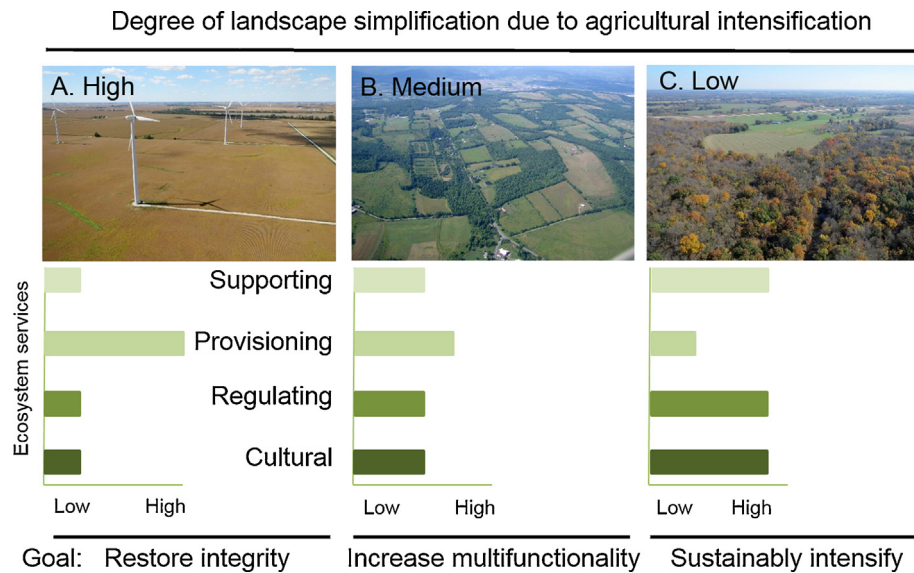 Degree of landscape simplification due to agricultural intensification
A. High
B. Medium
C. Low
Ecosystem services
Supporting
Provisioning
Regulating
Cultural
Low High Low High Low High
Goal: Restore integrity Increase multifunctionality Sustainably intensify